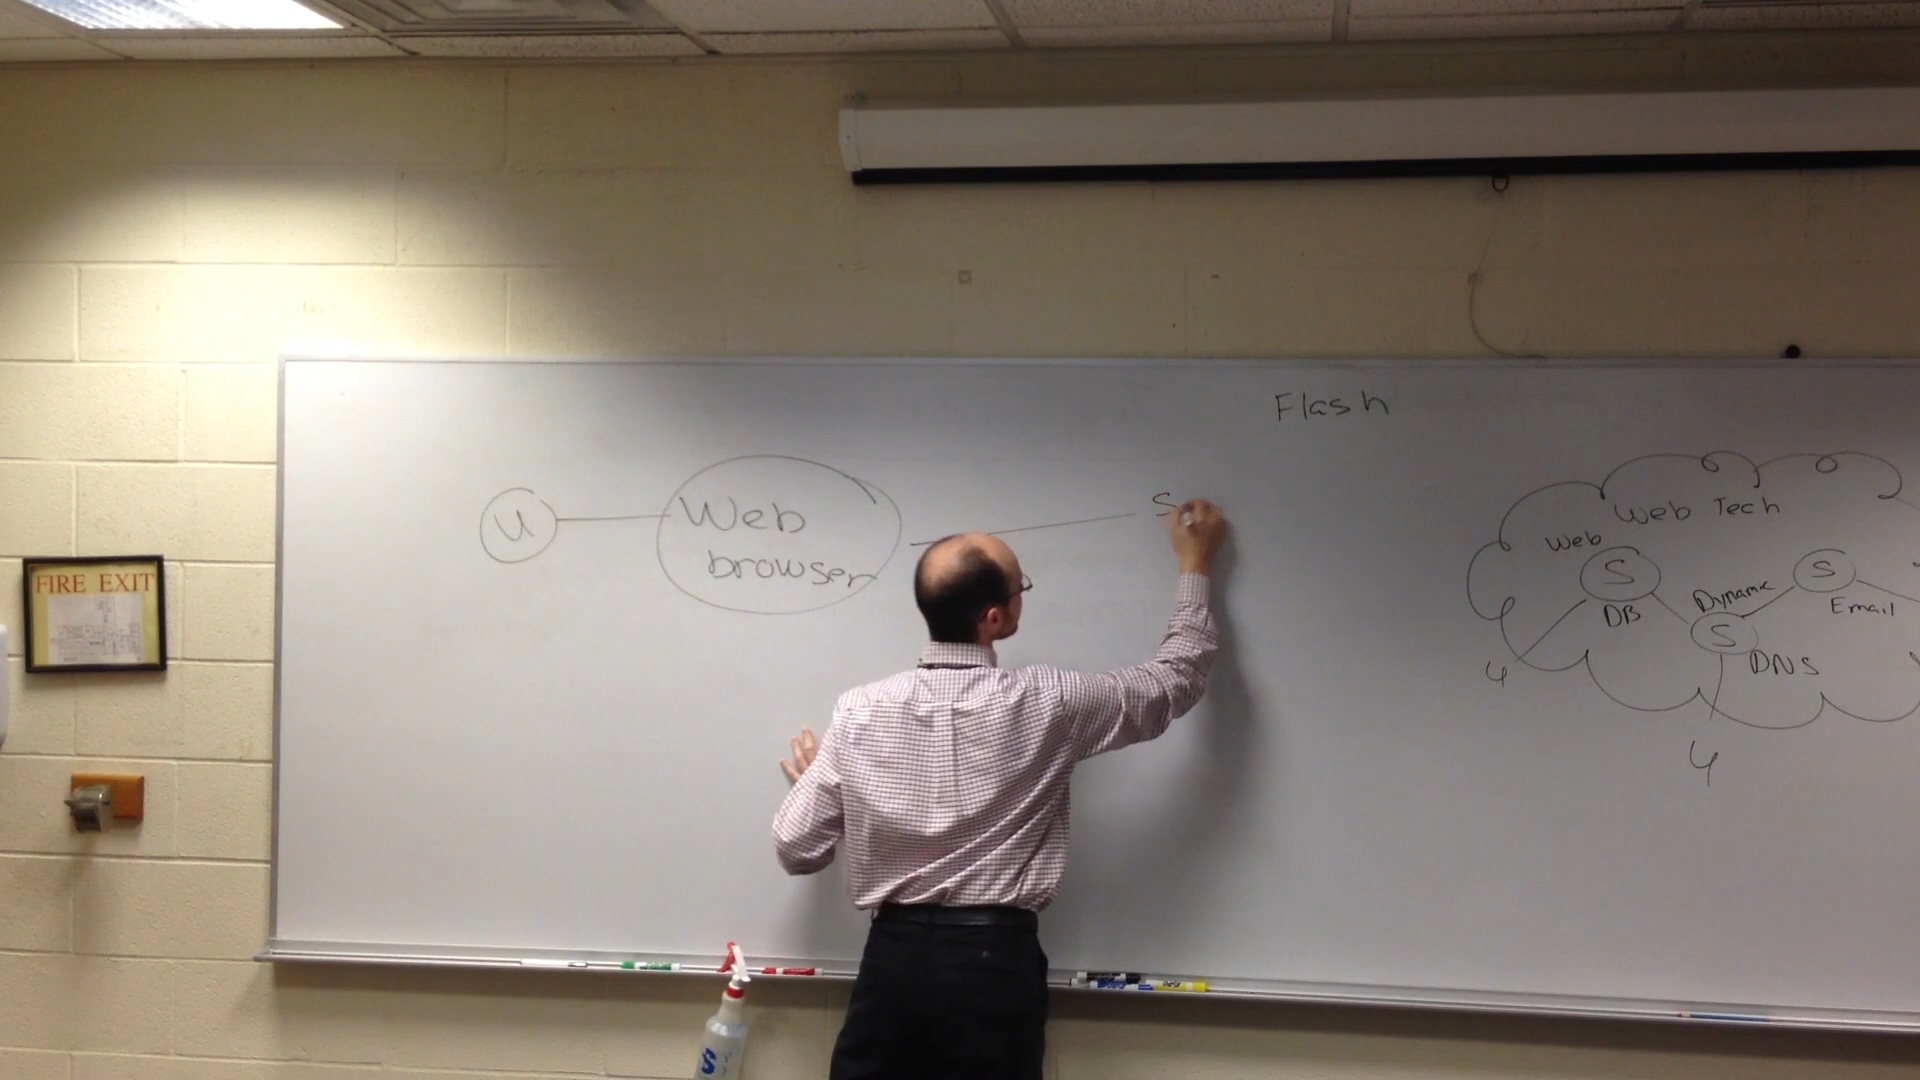 Flash
U
Web
browser
S
Web Tech
Web
S
DB
Dynamic
S
DNS
S
Email
u
u
FIRE EXIT